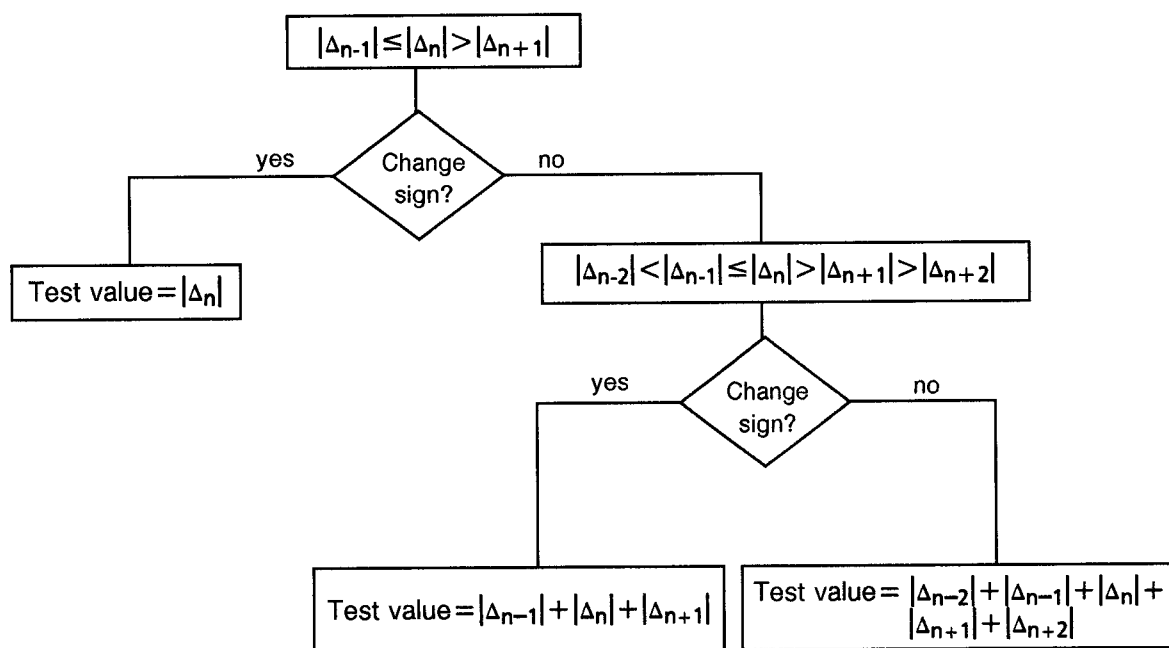 |Δn-1|≤|Δn|>|Δn+1|
yes
Change
sign?
no
Test value=|Δn|
|Δn-2|<|Δn-1|≤|Δn|>|Δn+1|>|Δn+2|
yes
Change
sign?
no
Test value=|Δn−1|+|Δn|+|Δn+1|
Test value= |Δn−2|+|Δn−1|+|Δn|+
|Δn+1|+|Δn+2|